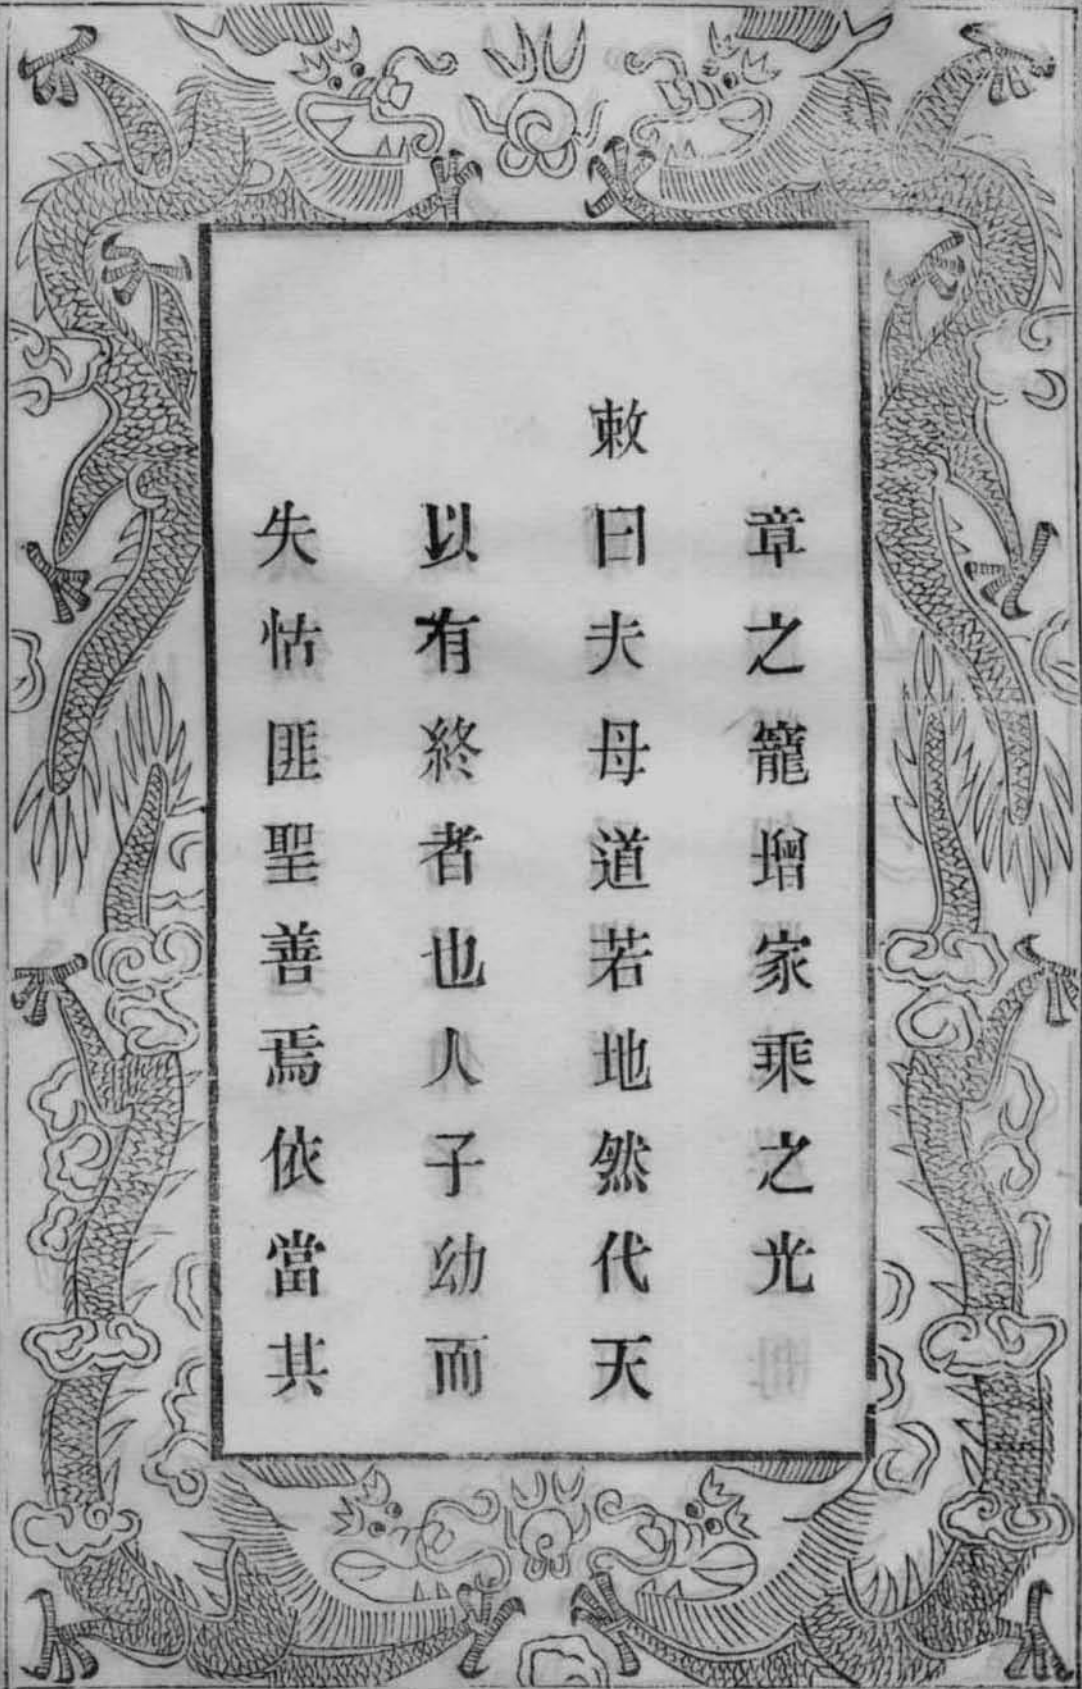 章之寵增家乘之光
敕曰夫母道若地然代天
以有終者也人子幼而
失怙匪聖善焉依當其